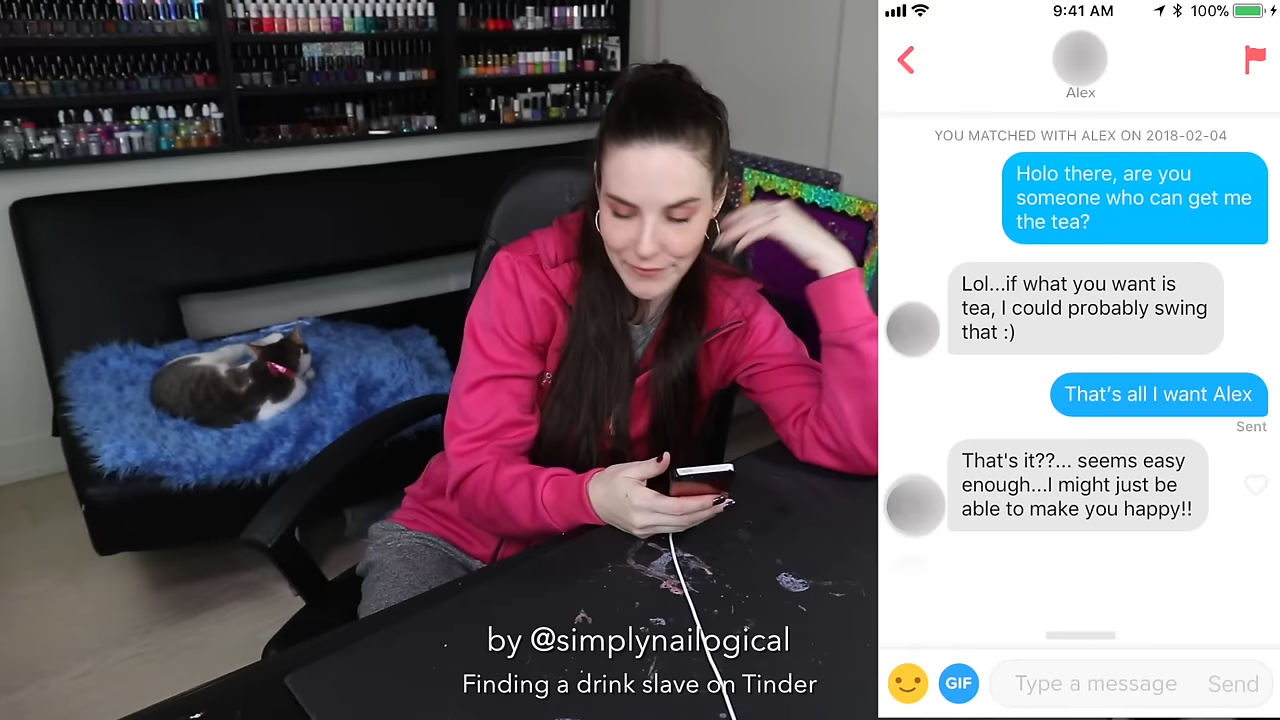 9:41 AM
100%
Alex
YOU MATCHED WITH ALEX ON 2018-02-04
Holo there, are you
someone who can get me
the tea?
Lol...if what you want is
tea, I could probably swing
that :)
That's all I want Alex
Sent
That's it??... seems easy
enough...I might just be
able to make you happy!!
GIF
Type a message
Send
by @simplynailogical
Finding a drink slave on Tinder